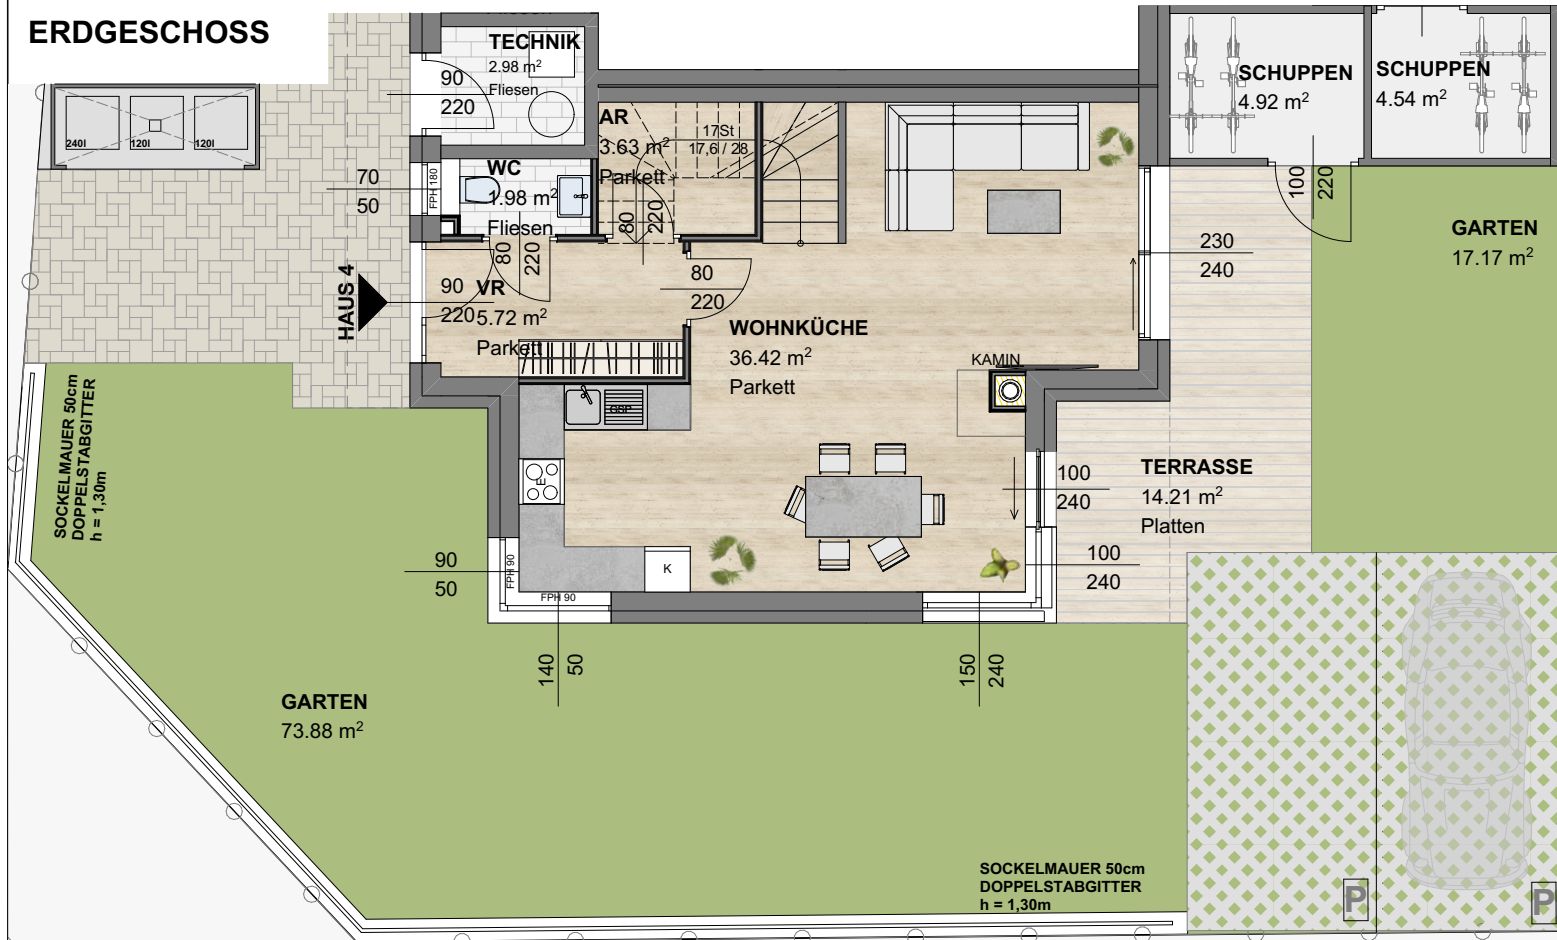 ERDGESCHOSS
TECHNIK
2.98 m²
Fliesen
90
220
SCHUPPEN
4.92 m²
SCHUPPEN
4.54 m²
240l
120l
120l
AR
3.63 m²
Parkett
17St
17,6 / 28
WC
1.98 m²
Fliesen
70
50
FPH 180
80
220
80
220
100
220
GARTEN
17.17 m²
230
240
HAUS 4
90
220
VR
5.72 m²
Parkett
80
220
WOHNKÜCHE
36.42 m²
Parkett
KAMIN
GSP
E
SOCKELMAUER 50cm
DOPPELSTABGITTER
h = 1,30m
100
240
TERRASSE
14.21 m²
Platten
90
50
FPH 90
FPH 90
K
100
240
140
50
150
240
GARTEN
73.88 m²
SOCKELMAUER 50cm
DOPPELSTABGITTER
h = 1,30m
P
P